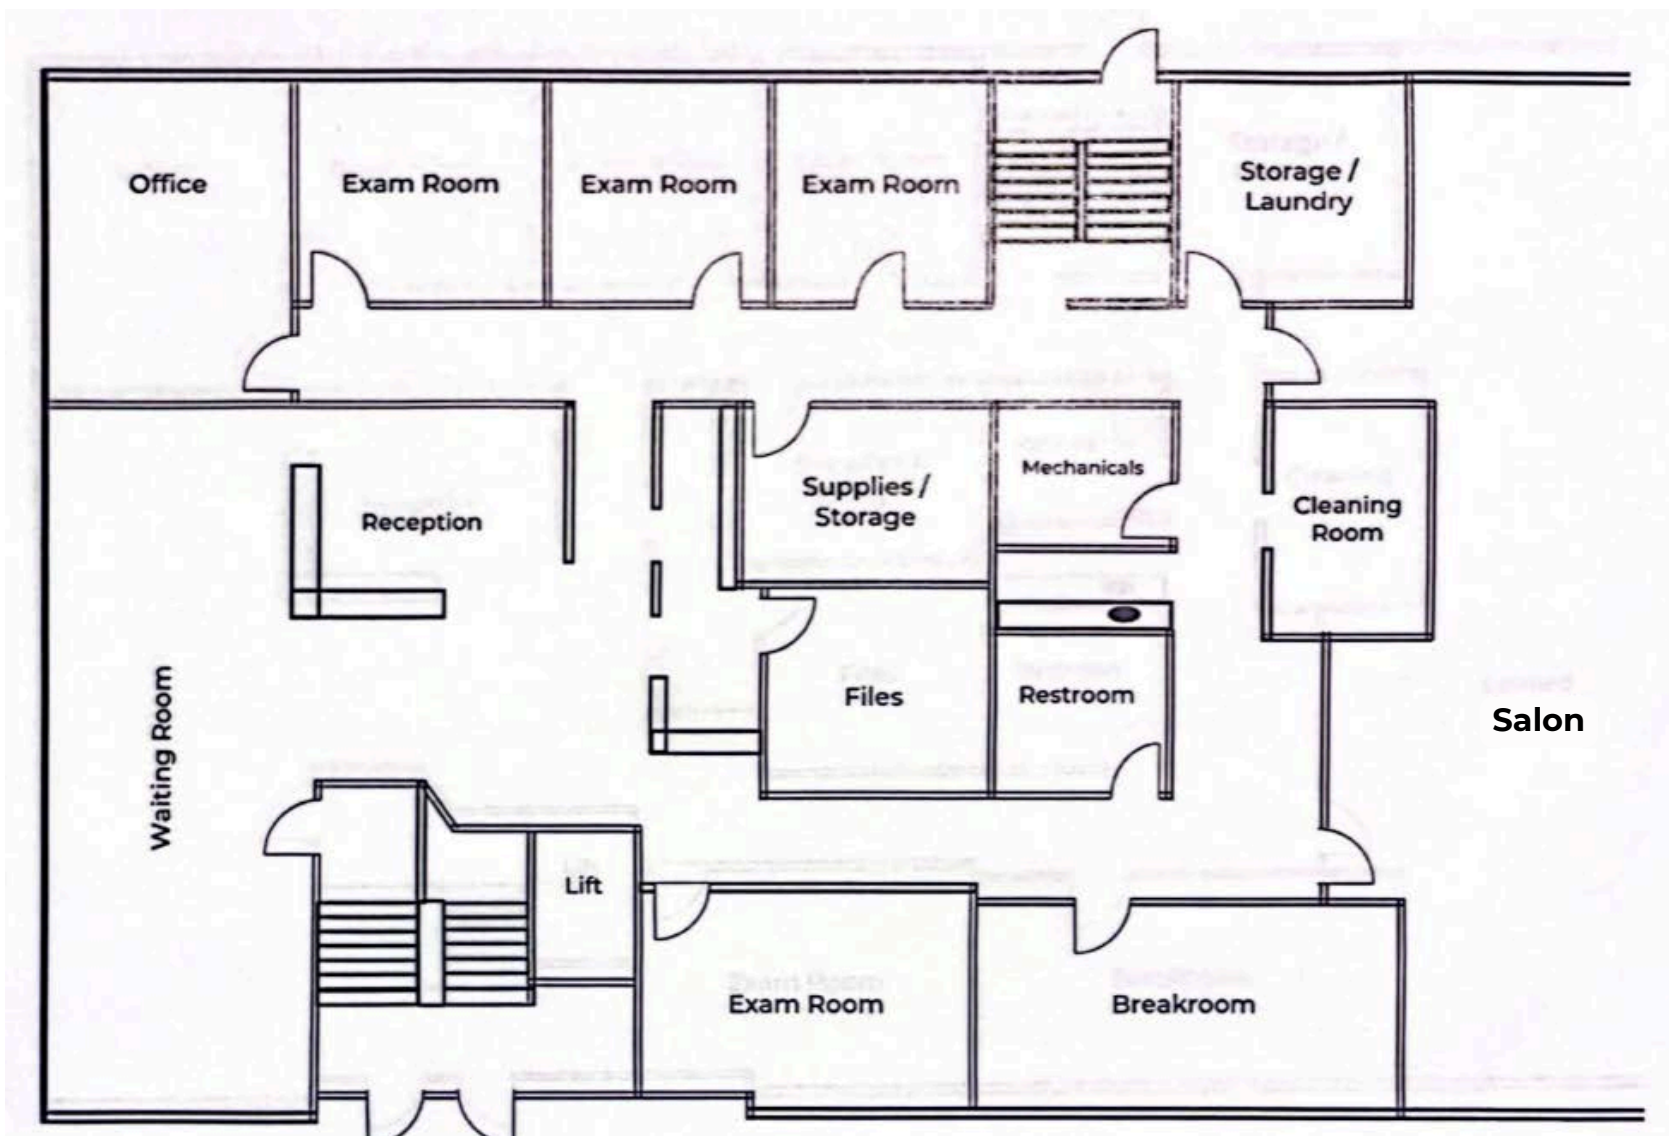 Office
Exam Room
Exam Room
Exam Room
Storage /
Laundry
Reception
Supplies /
Storage
Mechanicals
Cleaning
Room
Waiting Room
Files
Restroom
Salon
Lift
Exam Room
Breakroom